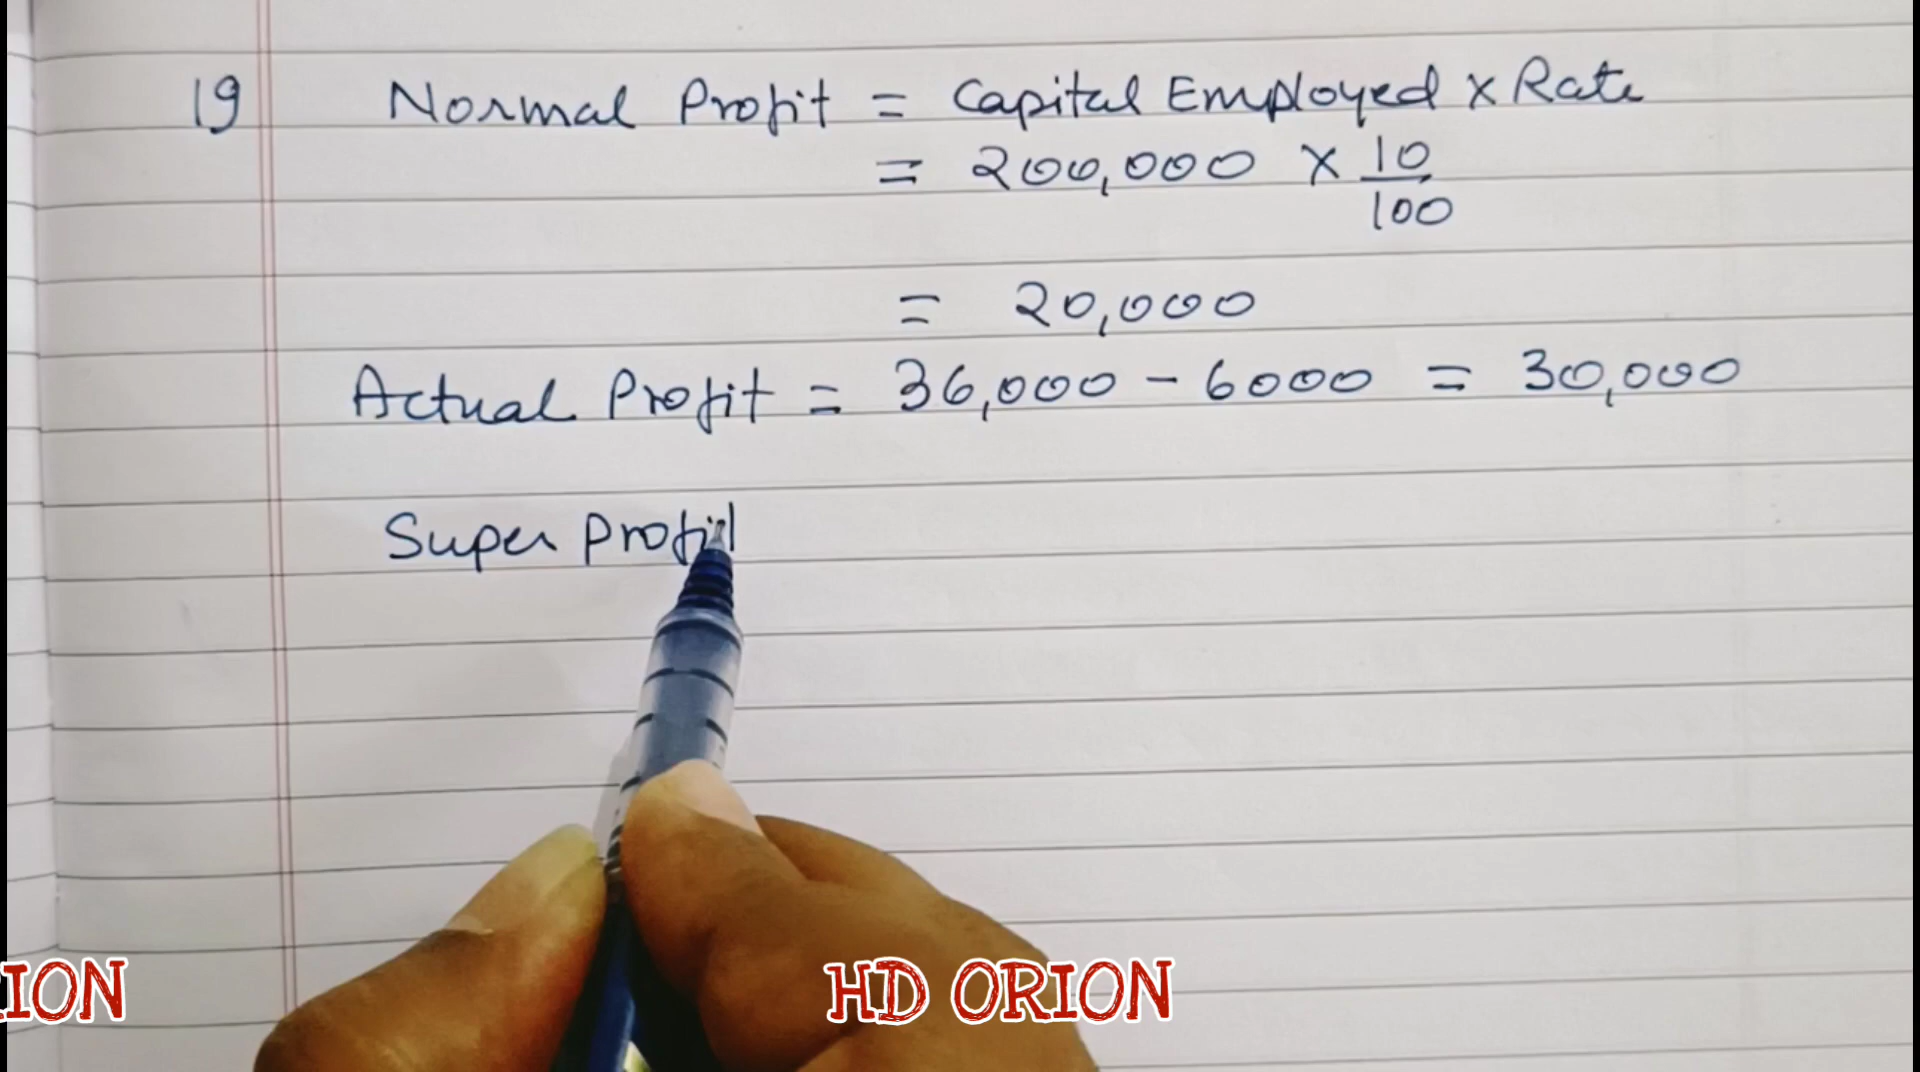 19 Normal Profit = Capital Employed x Rate
= 200,000 x 10/100
= 20,000
Actual Profit = 36,000 - 6000 = 30,000
Super Profit
ION HD ORION